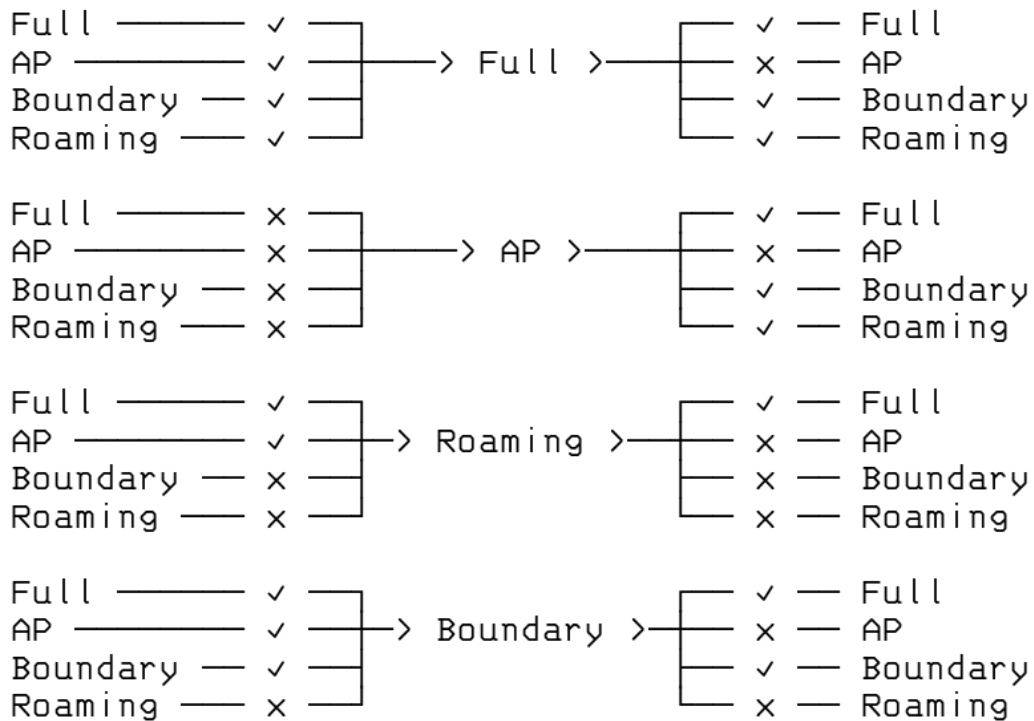 Full ────── ✓ ──┐ ┌── ✓ ── Full
AP ──────── ✓ ──┼───> Full >───┼── ✗ ── AP
Boundary ── ✓ ──┤ ├── ✓ ── Boundary
Roaming ─── ✓ ──┘ └── ✓ ── Roaming
Full ────── ✗ ──┐ ┌── ✓ ── Full
AP ──────── ✗ ──┼────> AP >────┼── ✗ ── AP
Boundary ── ✗ ──┤ ├── ✓ ── Boundary
Roaming ─── ✗ ──┘ └── ✓ ── Roaming
Full ────── ✓ ──┐ ┌── ✓ ── Full
AP ──────── ✓ ──┼─> Roaming >──┼── ✗ ── AP
Boundary ── ✗ ──┤ ├── ✗ ── Boundary
Roaming ─── ✗ ──┘ └── ✗ ── Roaming
Full ────── ✓ ──┐ ┌── ✓ ── Full
AP ──────── ✓ ──┼─> Boundary >─┼── ✗ ── AP
Boundary ── ✓ ──┤ ├── ✓ ── Boundary
Roaming ─── ✗ ──┘ └── ✗ ── Roaming